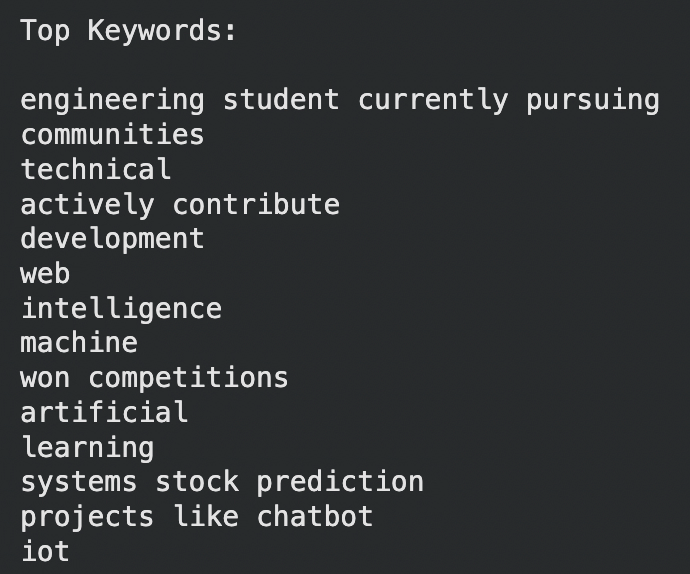 Top Keywords:
engineering student currently pursuing
communities
technical
actively contribute
development
web
intelligence
machine
won competitions
artificial
learning
systems stock prediction
projects like chatbot
iot